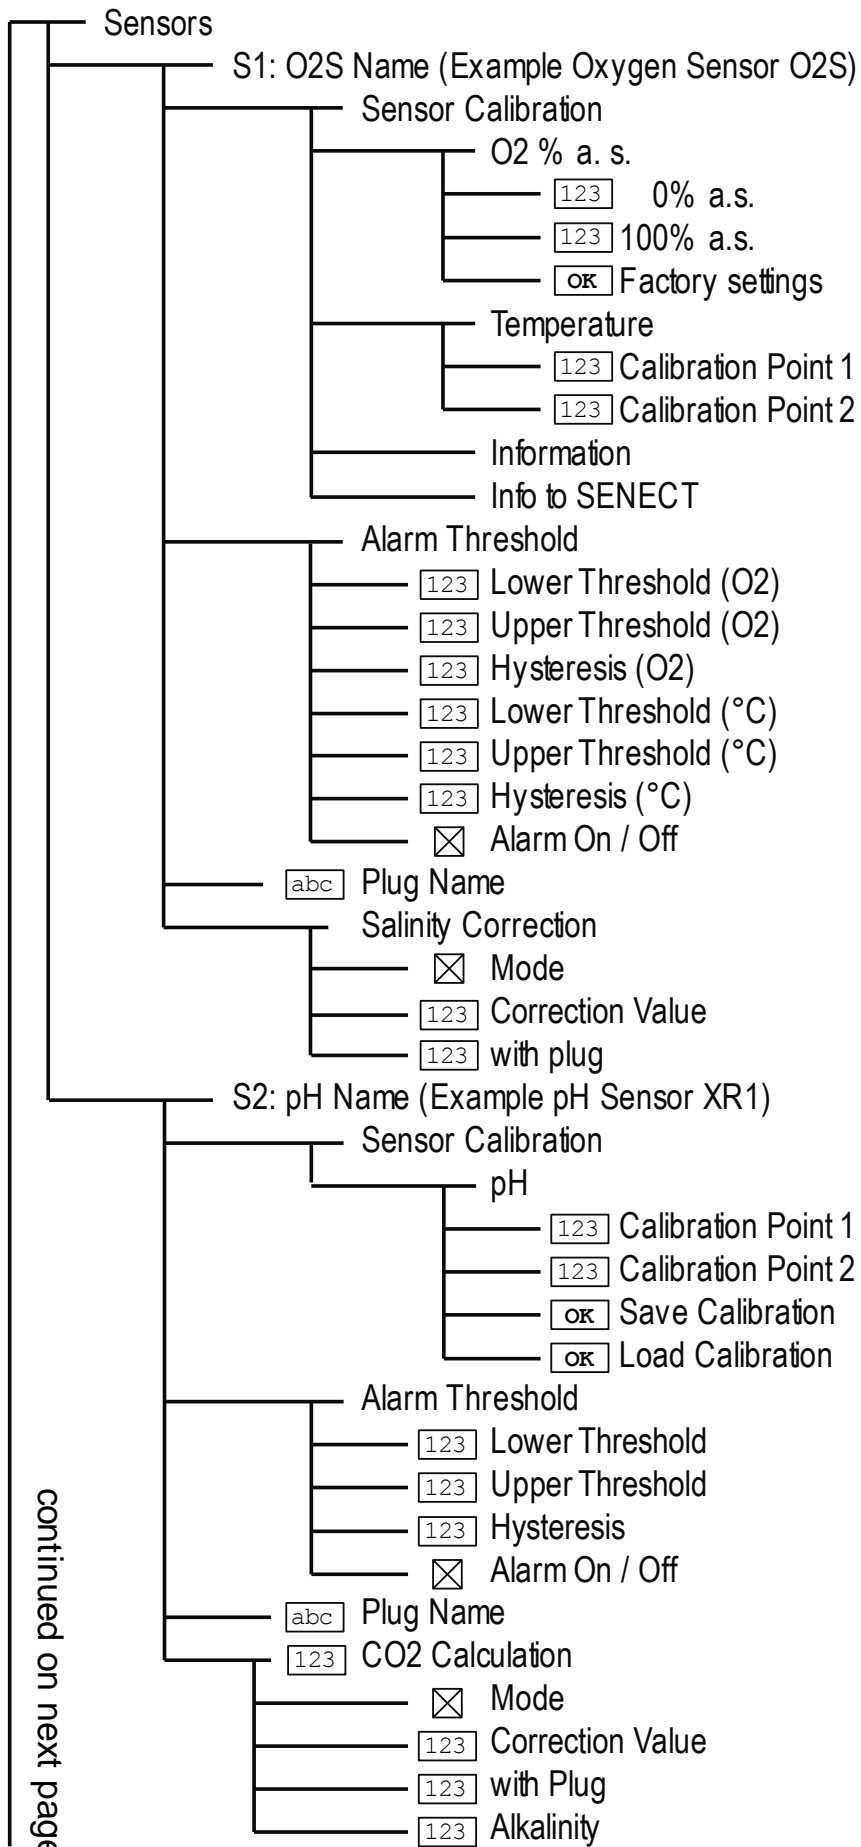 Sensors
S1: O2S Name (Example Oxygen Sensor O2S)
Sensor Calibration
O2 % a. s.
123 0% a.s.
123 100% a.s.
OK Factory settings
Temperature
123 Calibration Point 1
123 Calibration Point 2
Information
Info to SENECT
Alarm Threshold
123 Lower Threshold (O2)
123 Upper Threshold (O2)
123 Hysteresis (O2)
123 Lower Threshold (°C)
123 Upper Threshold (°C)
123 Hysteresis (°C)
Alarm On / Off
abc Plug Name
Salinity Correction
Mode
123 Correction Value
123 with plug
S2: pH Name (Example pH Sensor XR1)
Sensor Calibration
pH
123 Calibration Point 1
123 Calibration Point 2
OK Save Calibration
OK Load Calibration
Alarm Threshold
123 Lower Threshold
123 Upper Threshold
123 Hysteresis
Alarm On / Off
abc Plug Name
123 CO2 Calculation
Mode
123 Correction Value
123 with Plug
123 Alkalinity
continued on next page